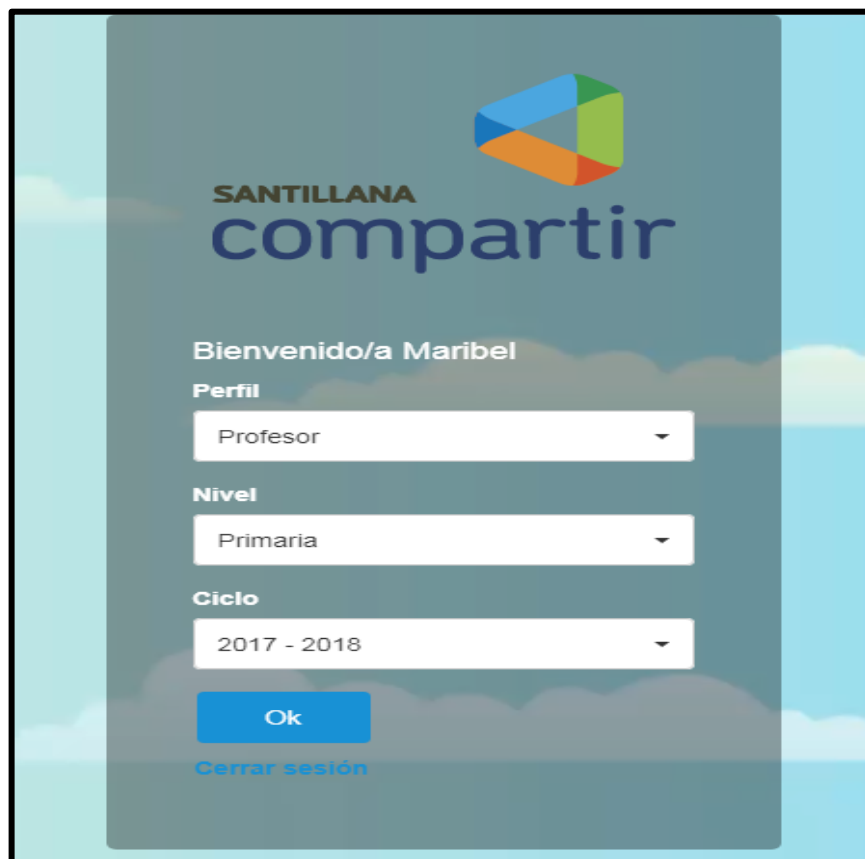 SANTILLANA
compartir
Bienvenido/a Maribel
Perfil
Profesor
Nivel
Primaria
Ciclo
2017 - 2018
Ok
Cerrar sesión